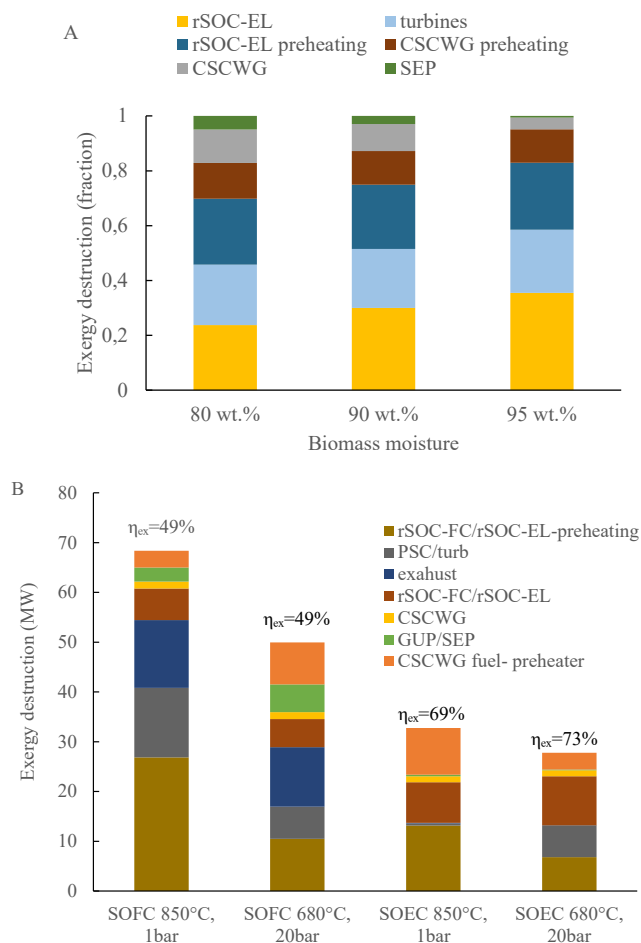 A
rSOC-EL
turbines
rSOC-EL preheating
CSCWG preheating
CSCWG
SEP
Exergy destruction (fraction)
1
0,8
0,6
0,4
0,2
0
80 wt.%
90 wt.%
95 wt.%
Biomass moisture
B
Exergy destruction (MW)
80
70
60
50
40
30
20
10
0
ηex=49%
ηex=49%
ηex=69%
ηex=73%
rSOC-FC/rSOC-EL-preheating
PSC/turb
exahust
rSOC-FC/rSOC-EL
CSCWG
GUP/SEP
CSCWG fuel- preheater
SOFC 850°C,
1bar
SOFC 680°C,
20bar
SOEC 850°C,
1bar
SOEC 680°C,
20bar